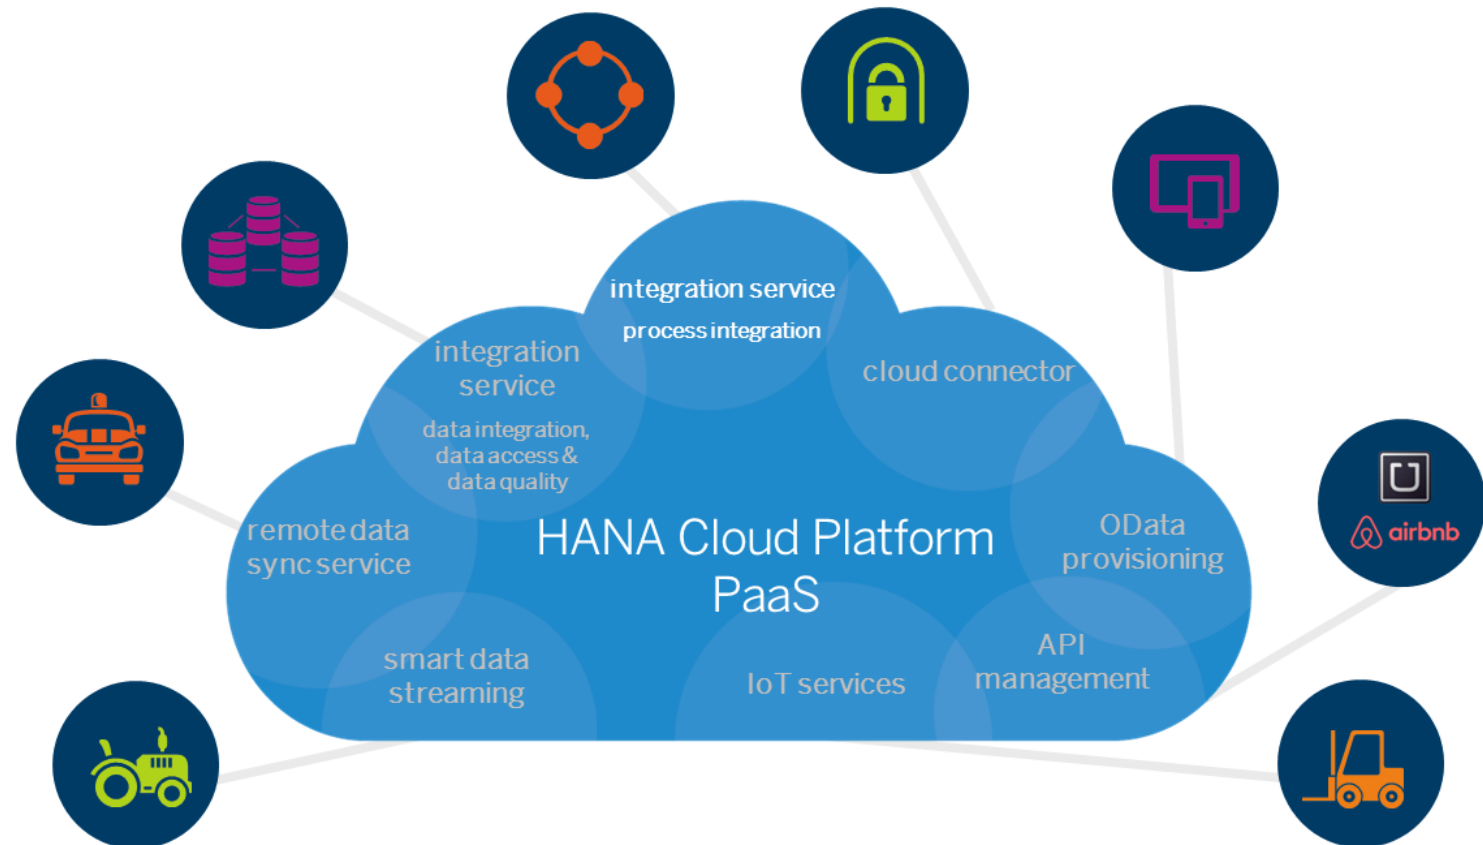 integration service
process integration
integration
service
data integration,
data access &
data quality
cloud connector
remote data
sync service
HANA Cloud Platform
PaaS
OData
provisioning
airbnb
smart data
streaming
IoT services
API
management